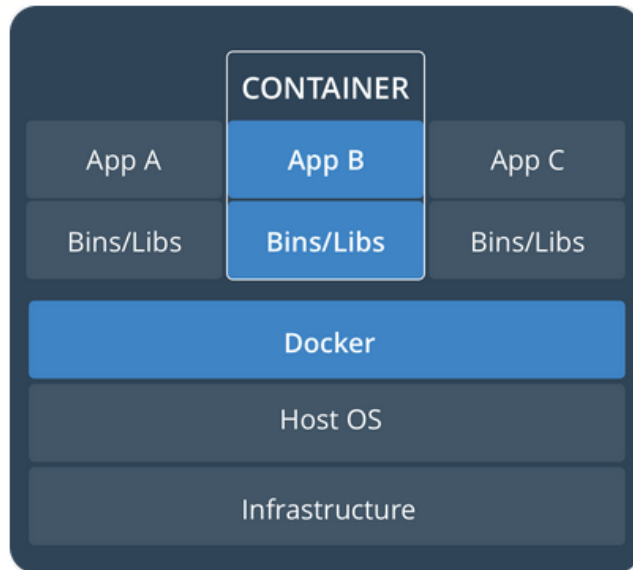 CONTAINER
App A App B App C
Bins/Libs Bins/Libs Bins/Libs
Docker
Host OS
Infrastructure